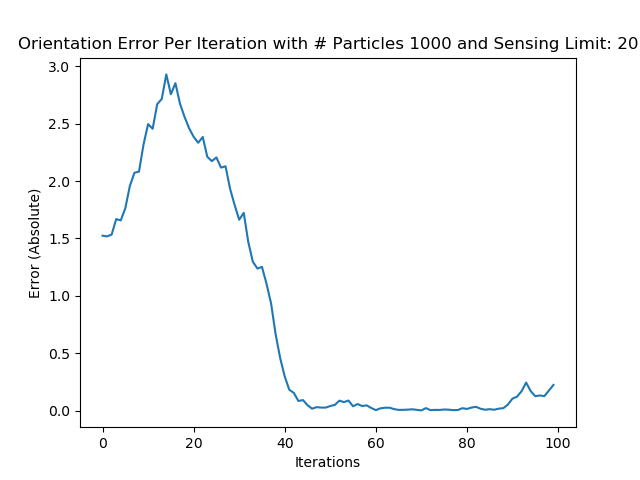 Orientation Error Per Iteration with # Particles 1000 and Sensing Limit: 20
3.0
2.5
2.0
1.5
1.0
0.5
0.0
Error (Absolute)
0 20 40 60 80 100
Iterations